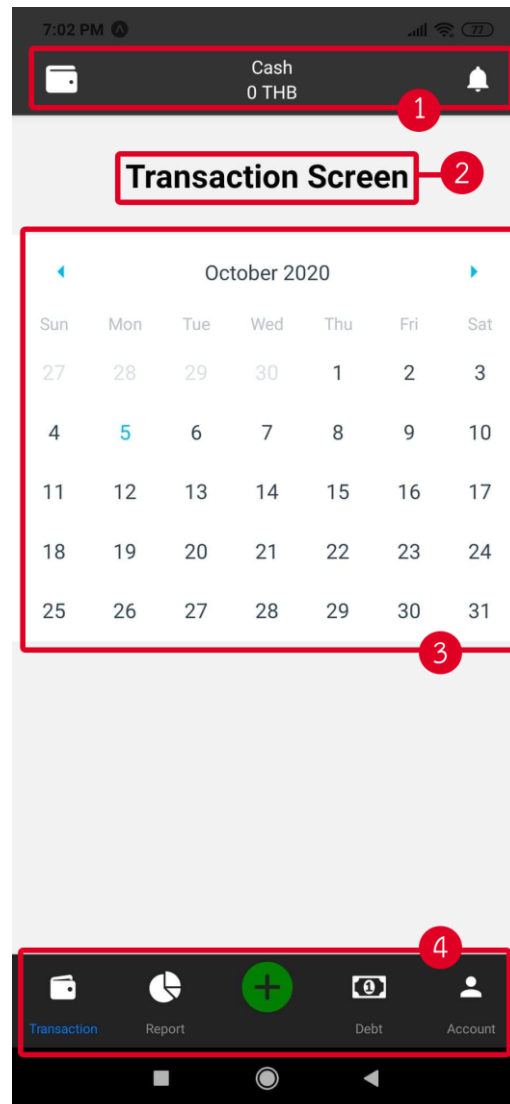 7:02 PM 77
Cash
0 THB
1
Transaction Screen 2
October 2020
Sun Mon Tue Wed Thu Fri Sat
27 28 29 30 1 2 3
4 5 6 7 8 9 10
11 12 13 14 15 16 17
18 19 20 21 22 23 24
25 26 27 28 29 30 31
3
4
Transaction Report Debt Account